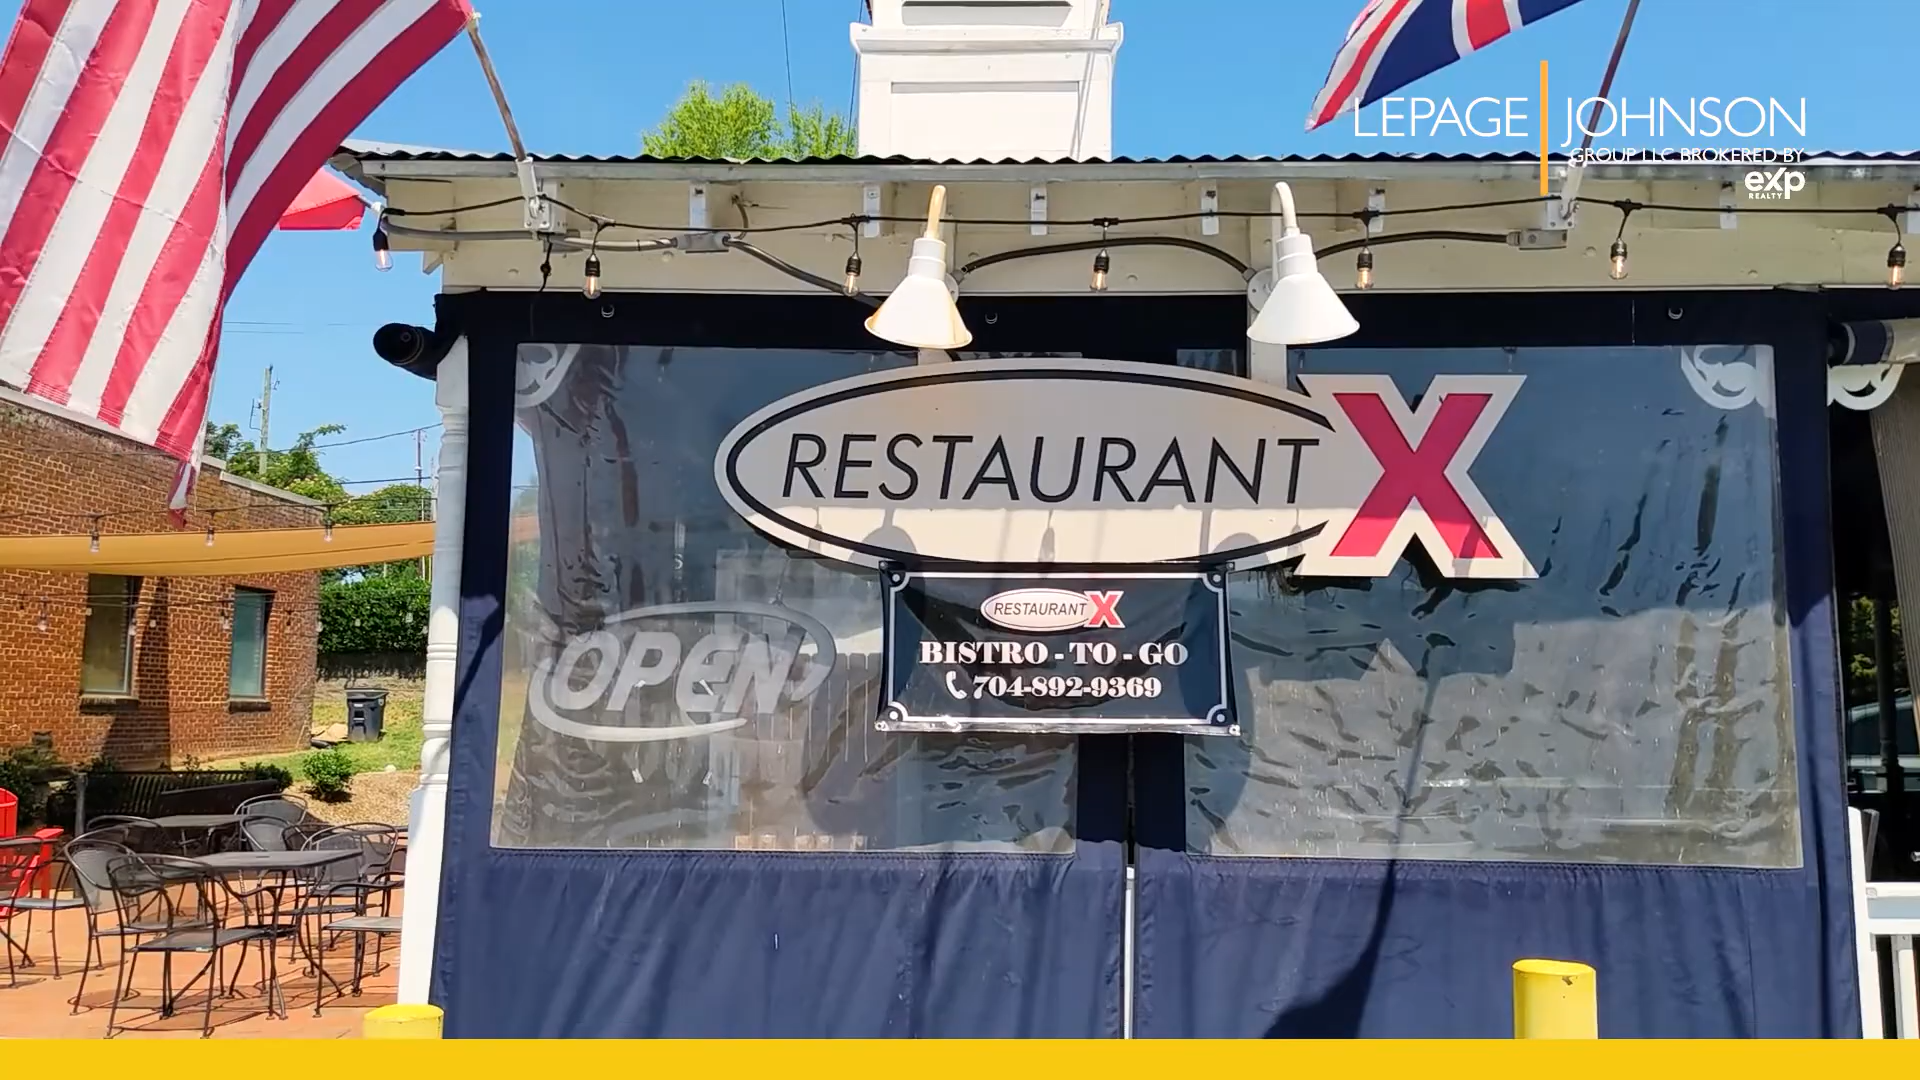 LEPAGE JOHNSON
GROUP LLC BROKERED BY
eXp
REALTY
RESTAURANT X
OPEN
RESTAURANT X
BISTRO-TO-GO
704-892-9369